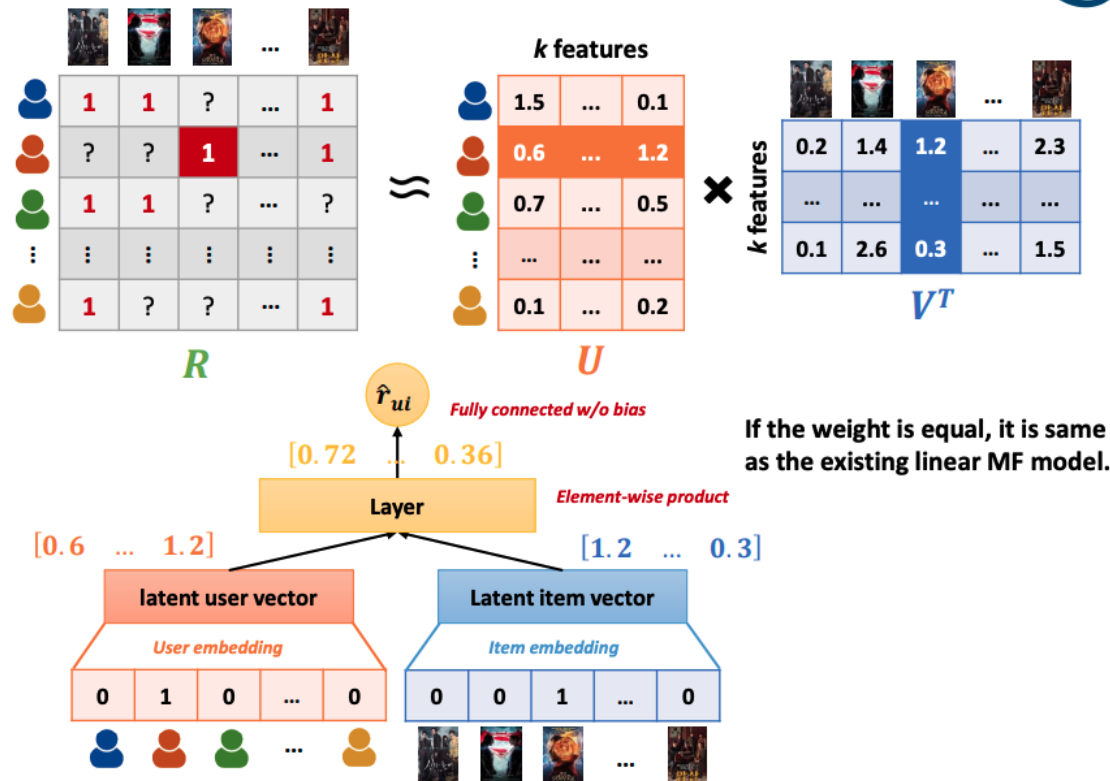 k features
1 1 ? ... 1
? ? 1 ... 1
1 1 ? ... ?
⋮ ⋮ ⋮ ⋮ ⋮ ⋮
1 ? ? ... 1
R
≈
1.5 ... 0.1
0.6 ... 1.2
0.7 ... 0.5
⋮ ... ... ...
0.1 ... 0.2
U
×
...
k features
0.2 1.4 1.2 ... 2.3
... ... ... ... ...
0.1 2.6 0.3 ... 1.5
V^T
...
r̂ui
Fully connected w/o bias
[0.72 ... 0.36]
If the weight is equal, it is same
as the existing linear MF model.
Layer
Element-wise product
[0.6 ... 1.2]
[1.2 ... 0.3]
latent user vector
Latent item vector
User embedding
Item embedding
0 1 0 ... 0
0 0 1 ... 0
...
...